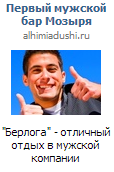 Первый мужской
бар Мозыря
alhimiadushi.ru
"Берлога" - отличный
отдых в мужской
компании